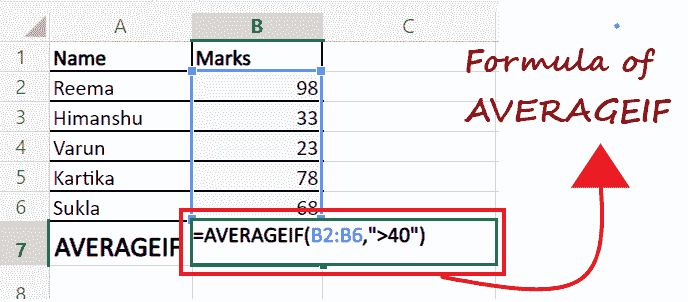 A B C
1 Name Marks
2 Reema 98
3 Himanshu 33
4 Varun 23
5 Kartika 78
6 Sukla 68
7 AVERAGEIF =AVERAGEIF(B2:B6,">40")
8
Formula of
AVERAGEIF